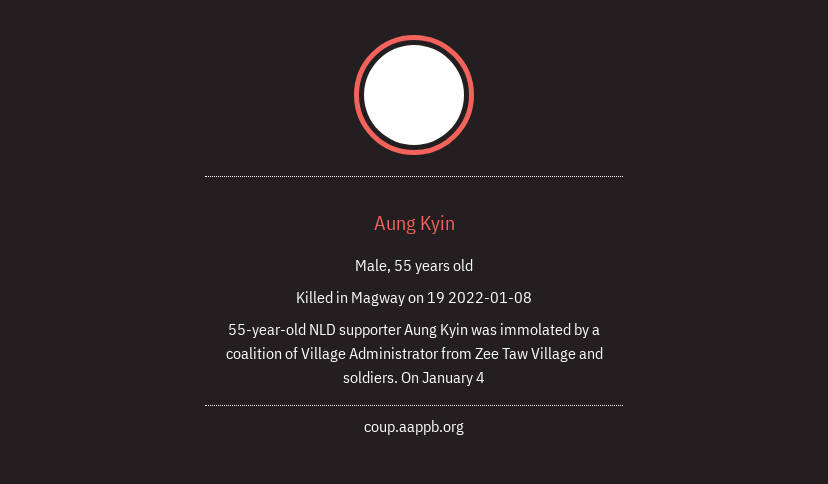 Aung Kyin
Male, 55 years old
Killed in Magway on 19 2022-01-08
55-year-old NLD supporter Aung Kyin was immolated by a
coalition of Village Administrator from Zee Taw Village and
soldiers. On January 4
coup.aappb.org